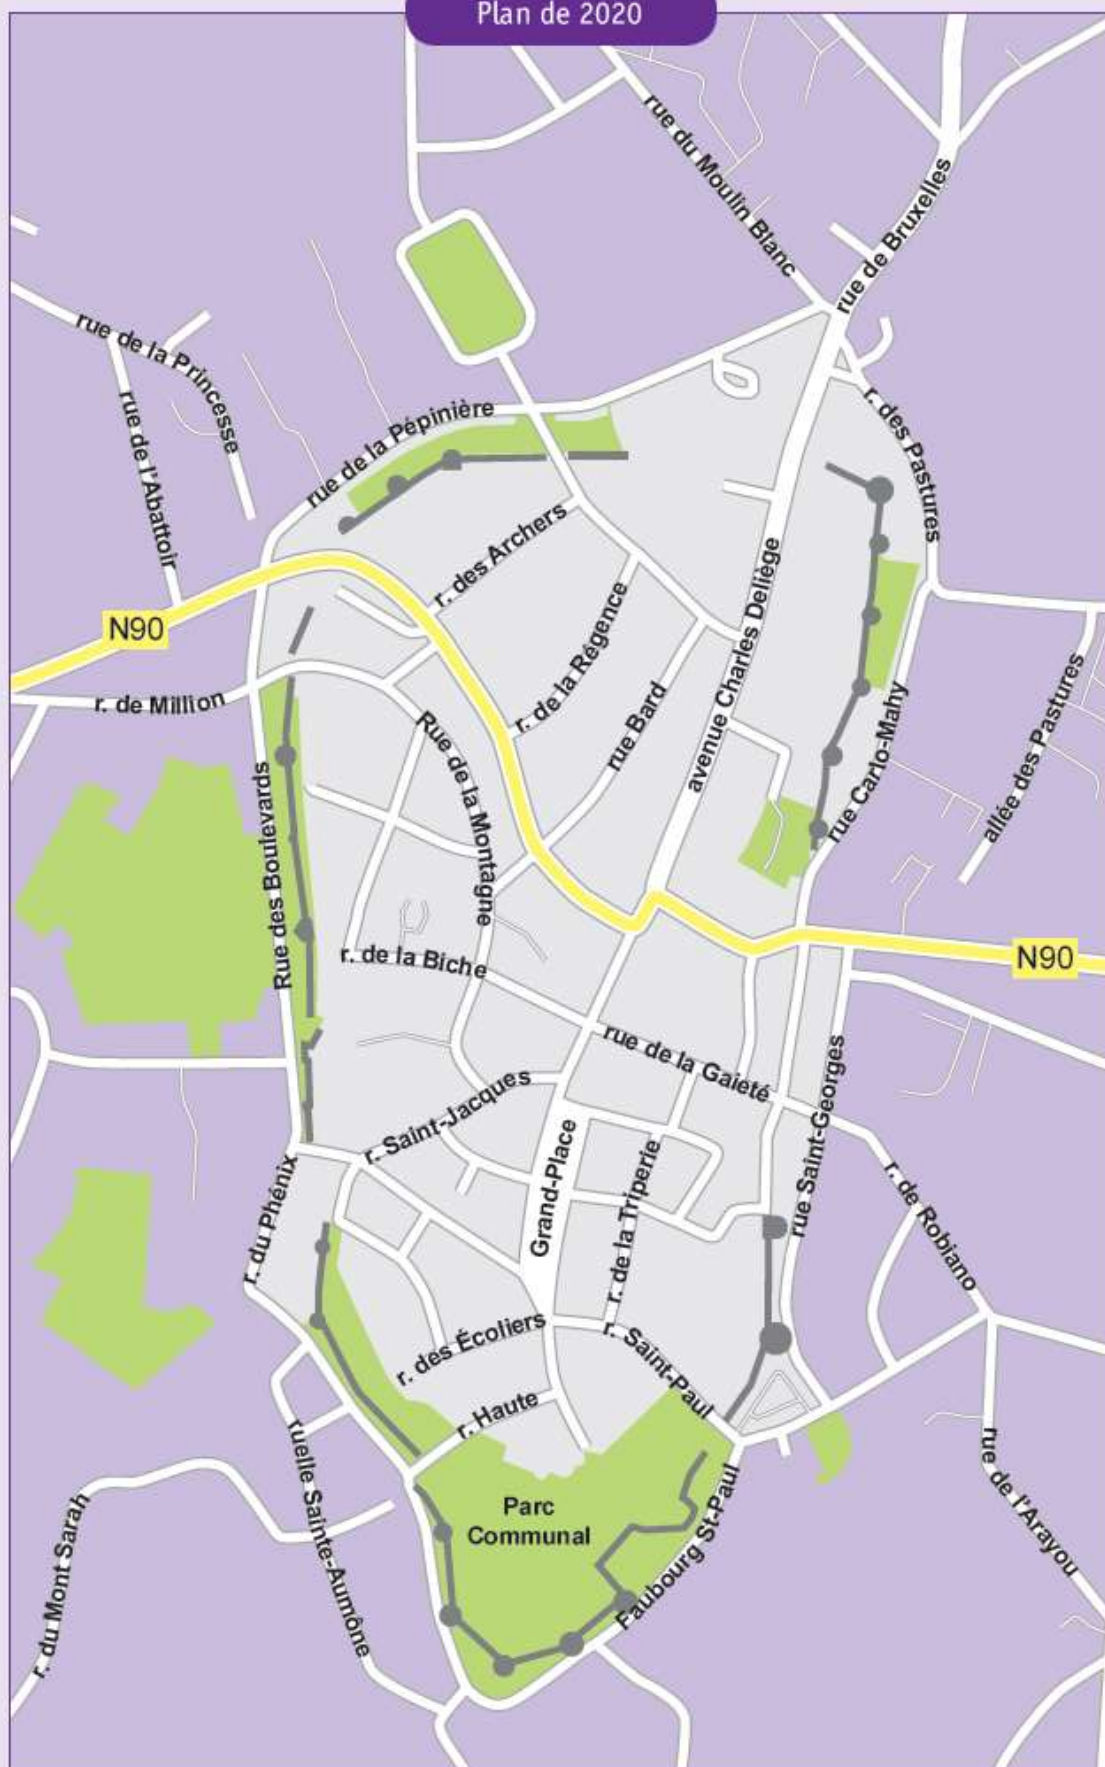 Plan de 2020
rue du Moulin Blanc
rue de Bruxelles
rue de la Princesse
rue de l'Abattoir
rue de la Pépinière
r. des Pastures
r. des Archers
N90
r. de la Régence
avenue Charles Deliège
r. de Million
rue Bard
Rue de la Montagne
allée des Pastures
rue Carlo-Mahy
Rue des Boulevards
r. de la Biche
N90
rue de la Gaieté
rue Saint-Georges
r. Saint-Jacques
Grand-Place
r. de la Triperie
r. du Phénix
r. de Robiano
r. des Écoliers
r. Saint-Paul
r. Haute
ruelle Sainte-Aumône
rue de l'Arayou
Parc
Communal
Faubourg St-Paul
r. du Mont Sarah